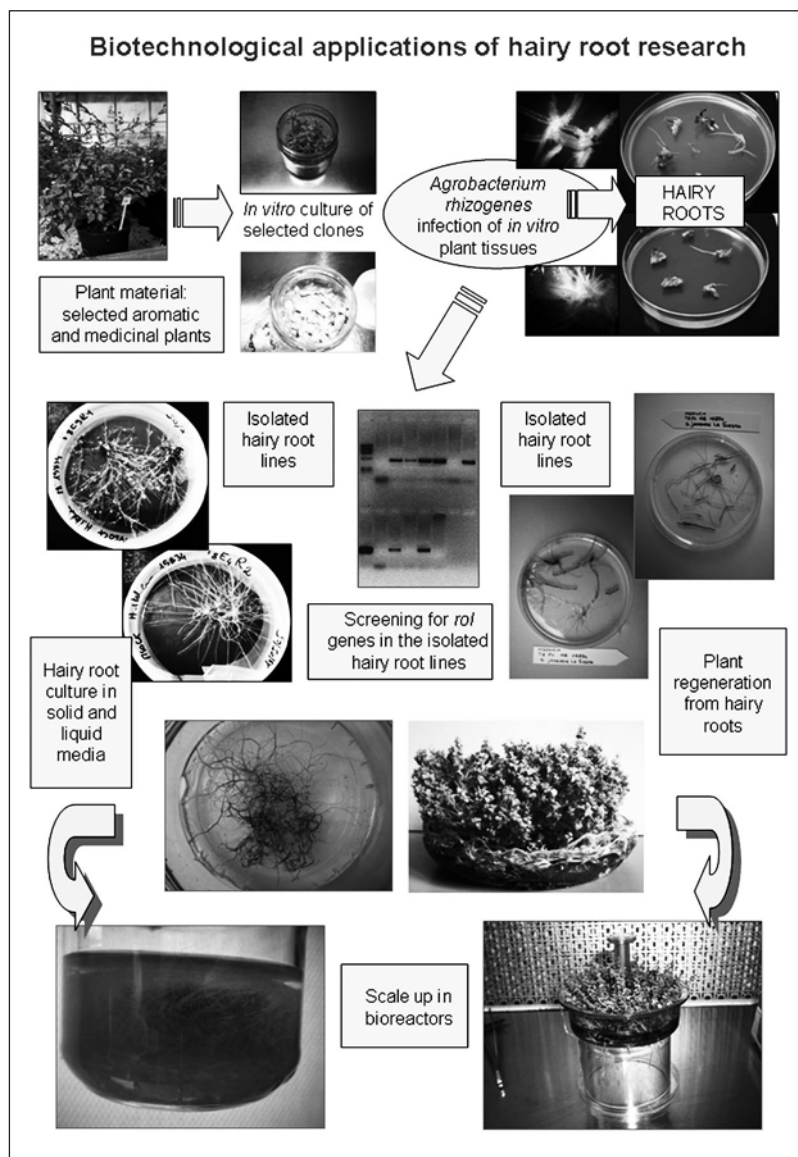 Biotechnological applications of hairy root research
In vitro culture of
selected clones
Agrobacterium
rhizogenes
infection of in vitro
plant tissues
HAIRY
ROOTS
Plant material:
selected aromatic
and medicinal plants
Isolated
hairy root
lines
Isolated
hairy root
lines
Screening for rol
genes in the isolated
hairy root lines
Hairy root
culture in
solid and
liquid
media
Plant
regeneration
from hairy
roots
Scale up in
bioreactors